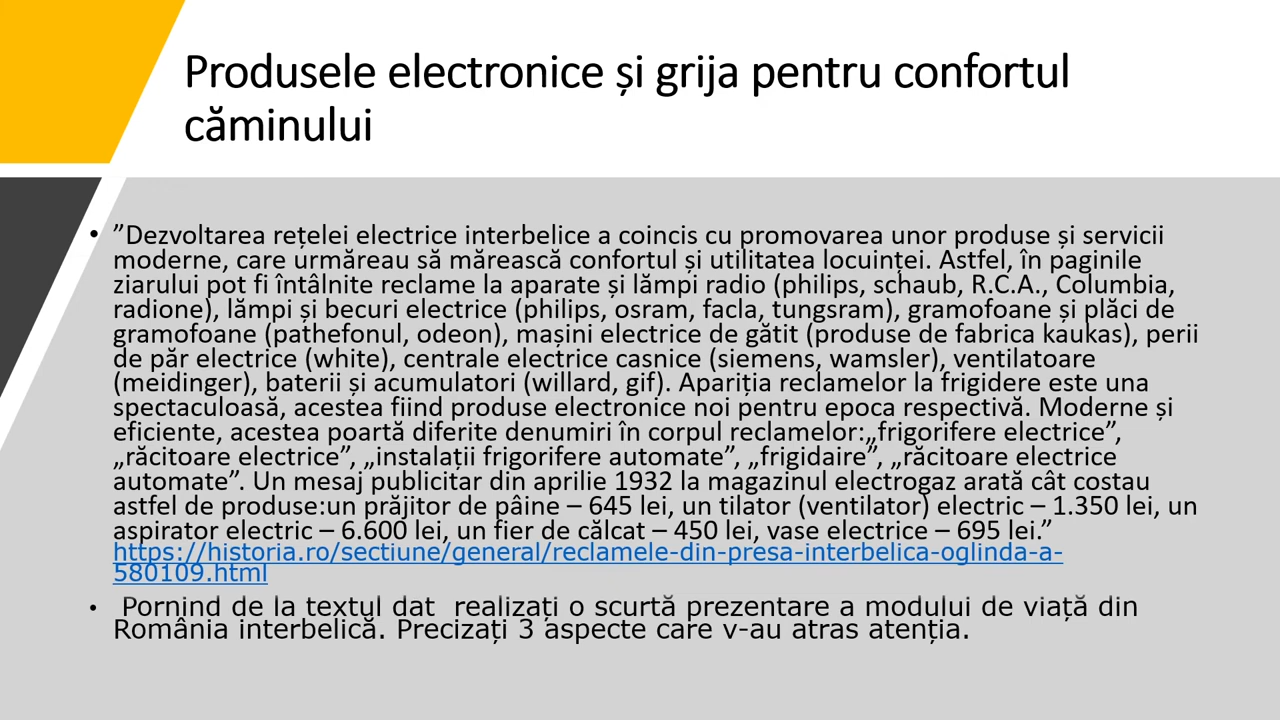 Produsele electronice și grija pentru confortul
căminului
• ”Dezvoltarea rețelei electrice interbelice a coincis cu promovarea unor produse și servicii
moderne, care urmăreau să mărească confortul și utilitatea locuinței. Astfel, în paginile
ziarului pot fi întâlnite reclame la aparate și lămpi radio (philips, schaub, R.C.A., Columbia,
radione), lămpi și becuri electrice (philips, osram, facla, tungsram), gramofoane și plăci de
gramofoane (pathefonul, odeon), mașini electrice de gătit (produse de fabrica kaukas), perii
de păr electrice (white), centrale electrice casnice (siemens, wamsler), ventilatoare
(meidinger), baterii și acumulatori (willard, gif). Apariția reclamelor la frigidere este una
spectaculoasă, acestea fiind produse electronice noi pentru epoca respectivă. Moderne și
eficiente, acestea poartă diferite denumiri în corpul reclamelor:„frigorifere electrice”,
„răcitoare electrice”, „instalații frigorifere automate”, „frigidaire”, „răcitoare electrice
automate”. Un mesaj publicitar din aprilie 1932 la magazinul electrogaz arată cât costau
astfel de produse:un prăjitor de pâine – 645 lei, un tilator (ventilator) electric – 1.350 lei, un
aspirator electric – 6.600 lei, un fier de călcat – 450 lei, vase electrice – 695 lei.”
https://historia.ro/sectiune/general/reclamele-din-presa-interbelica-oglinda-a-
580109.html
• Pornind de la textul dat realizați o scurtă prezentare a modului de viață din
România interbelică. Precizați 3 aspecte care v-au atras atenția.